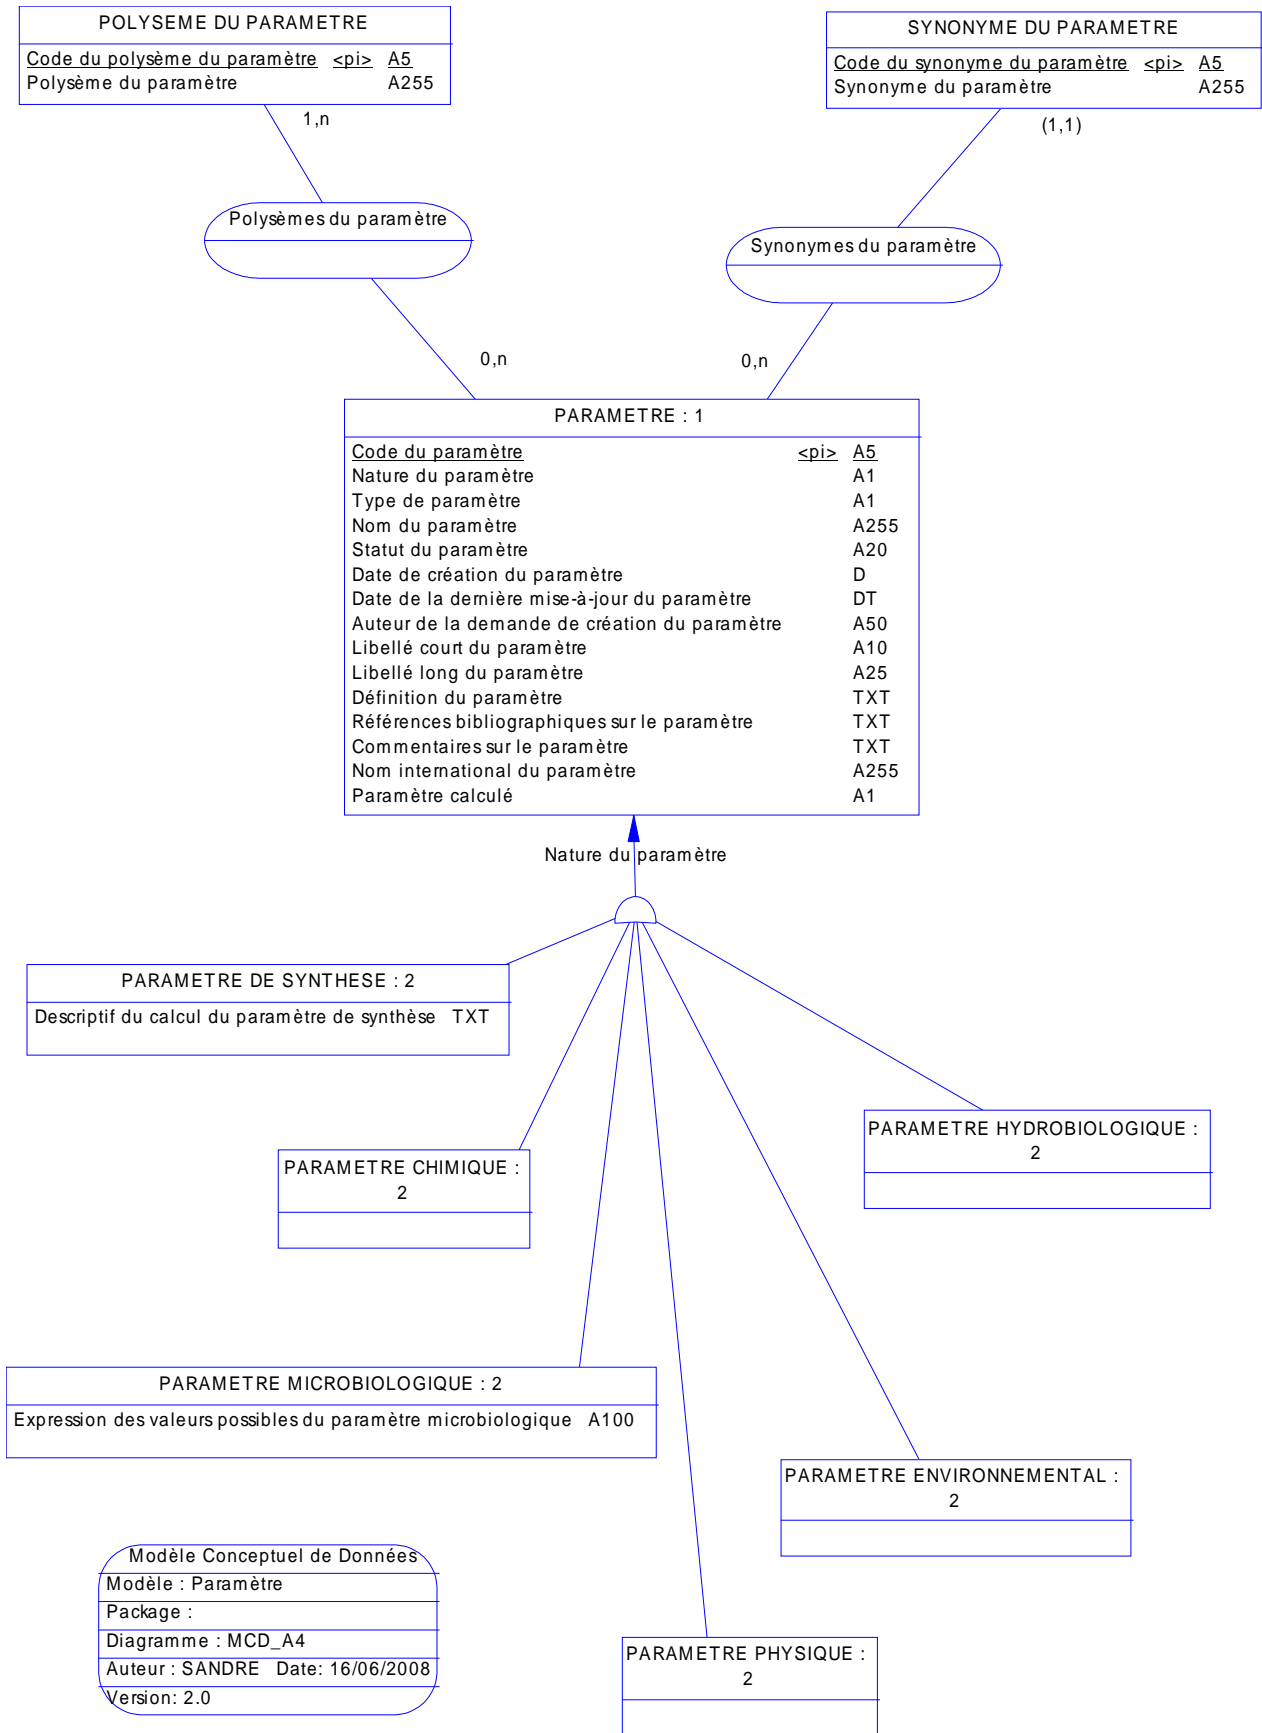 POLYSEME DU PARAMETRE
Code du polysème du paramètre <pi> A5
Polysème du paramètre A255
1,n
SYNONYME DU PARAMETRE
Code du synonyme du paramètre <pi> A5
Synonyme du paramètre A255
(1,1)
Polysèmes du paramètre
Synonymes du paramètre
0,n
0,n
PARAMETRE : 1
Code du paramètre <pi> A5
Nature du paramètre A1
Type de paramètre A1
Nom du paramètre A255
Statut du paramètre A20
Date de création du paramètre D
Date de la dernière mise-à-jour du paramètre DT
Auteur de la demande de création du paramètre A50
Libellé court du paramètre A10
Libellé long du paramètre A25
Définition du paramètre TXT
Références bibliographiques sur le paramètre TXT
Commentaires sur le paramètre TXT
Nom international du paramètre A255
Paramètre calculé A1
Nature du paramètre
PARAMETRE DE SYNTHESE : 2
Descriptif du calcul du paramètre de synthèse TXT
PARAMETRE HYDROBIOLOGIQUE :
2
PARAMETRE CHIMIQUE :
2
PARAMETRE MICROBIOLOGIQUE : 2
Expression des valeurs possibles du paramètre microbiologique A100
PARAMETRE ENVIRONNEMENTAL :
2
Modèle Conceptuel de Données
Modèle : Paramètre
Package :
Diagramme : MCD_A4
Auteur : SANDRE Date: 16/06/2008
Version: 2.0
PARAMETRE PHYSIQUE :
2